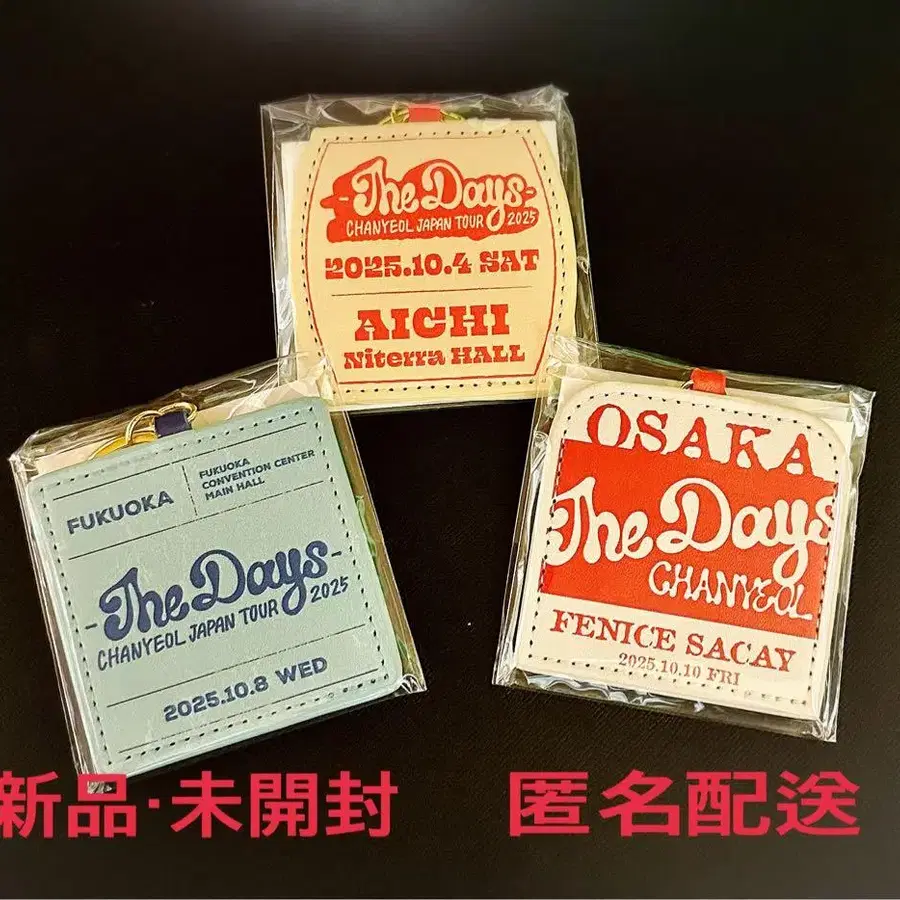 -The Days-
CHANYEOL JAPAN TOUR 2025
2025.10.4 SAT
AICHI
Niterra HALL
FUKUOKA
FUKUOKA
CONVENTION CENTER
MAIN HALL
-The Days-
CHANYEOL JAPAN TOUR 2025
2025.10.8 WED
OSAKA
The Days
CHANYEOL
FENICE SACAY
2025.10.10 FRI
新品·未開封
匿名配送